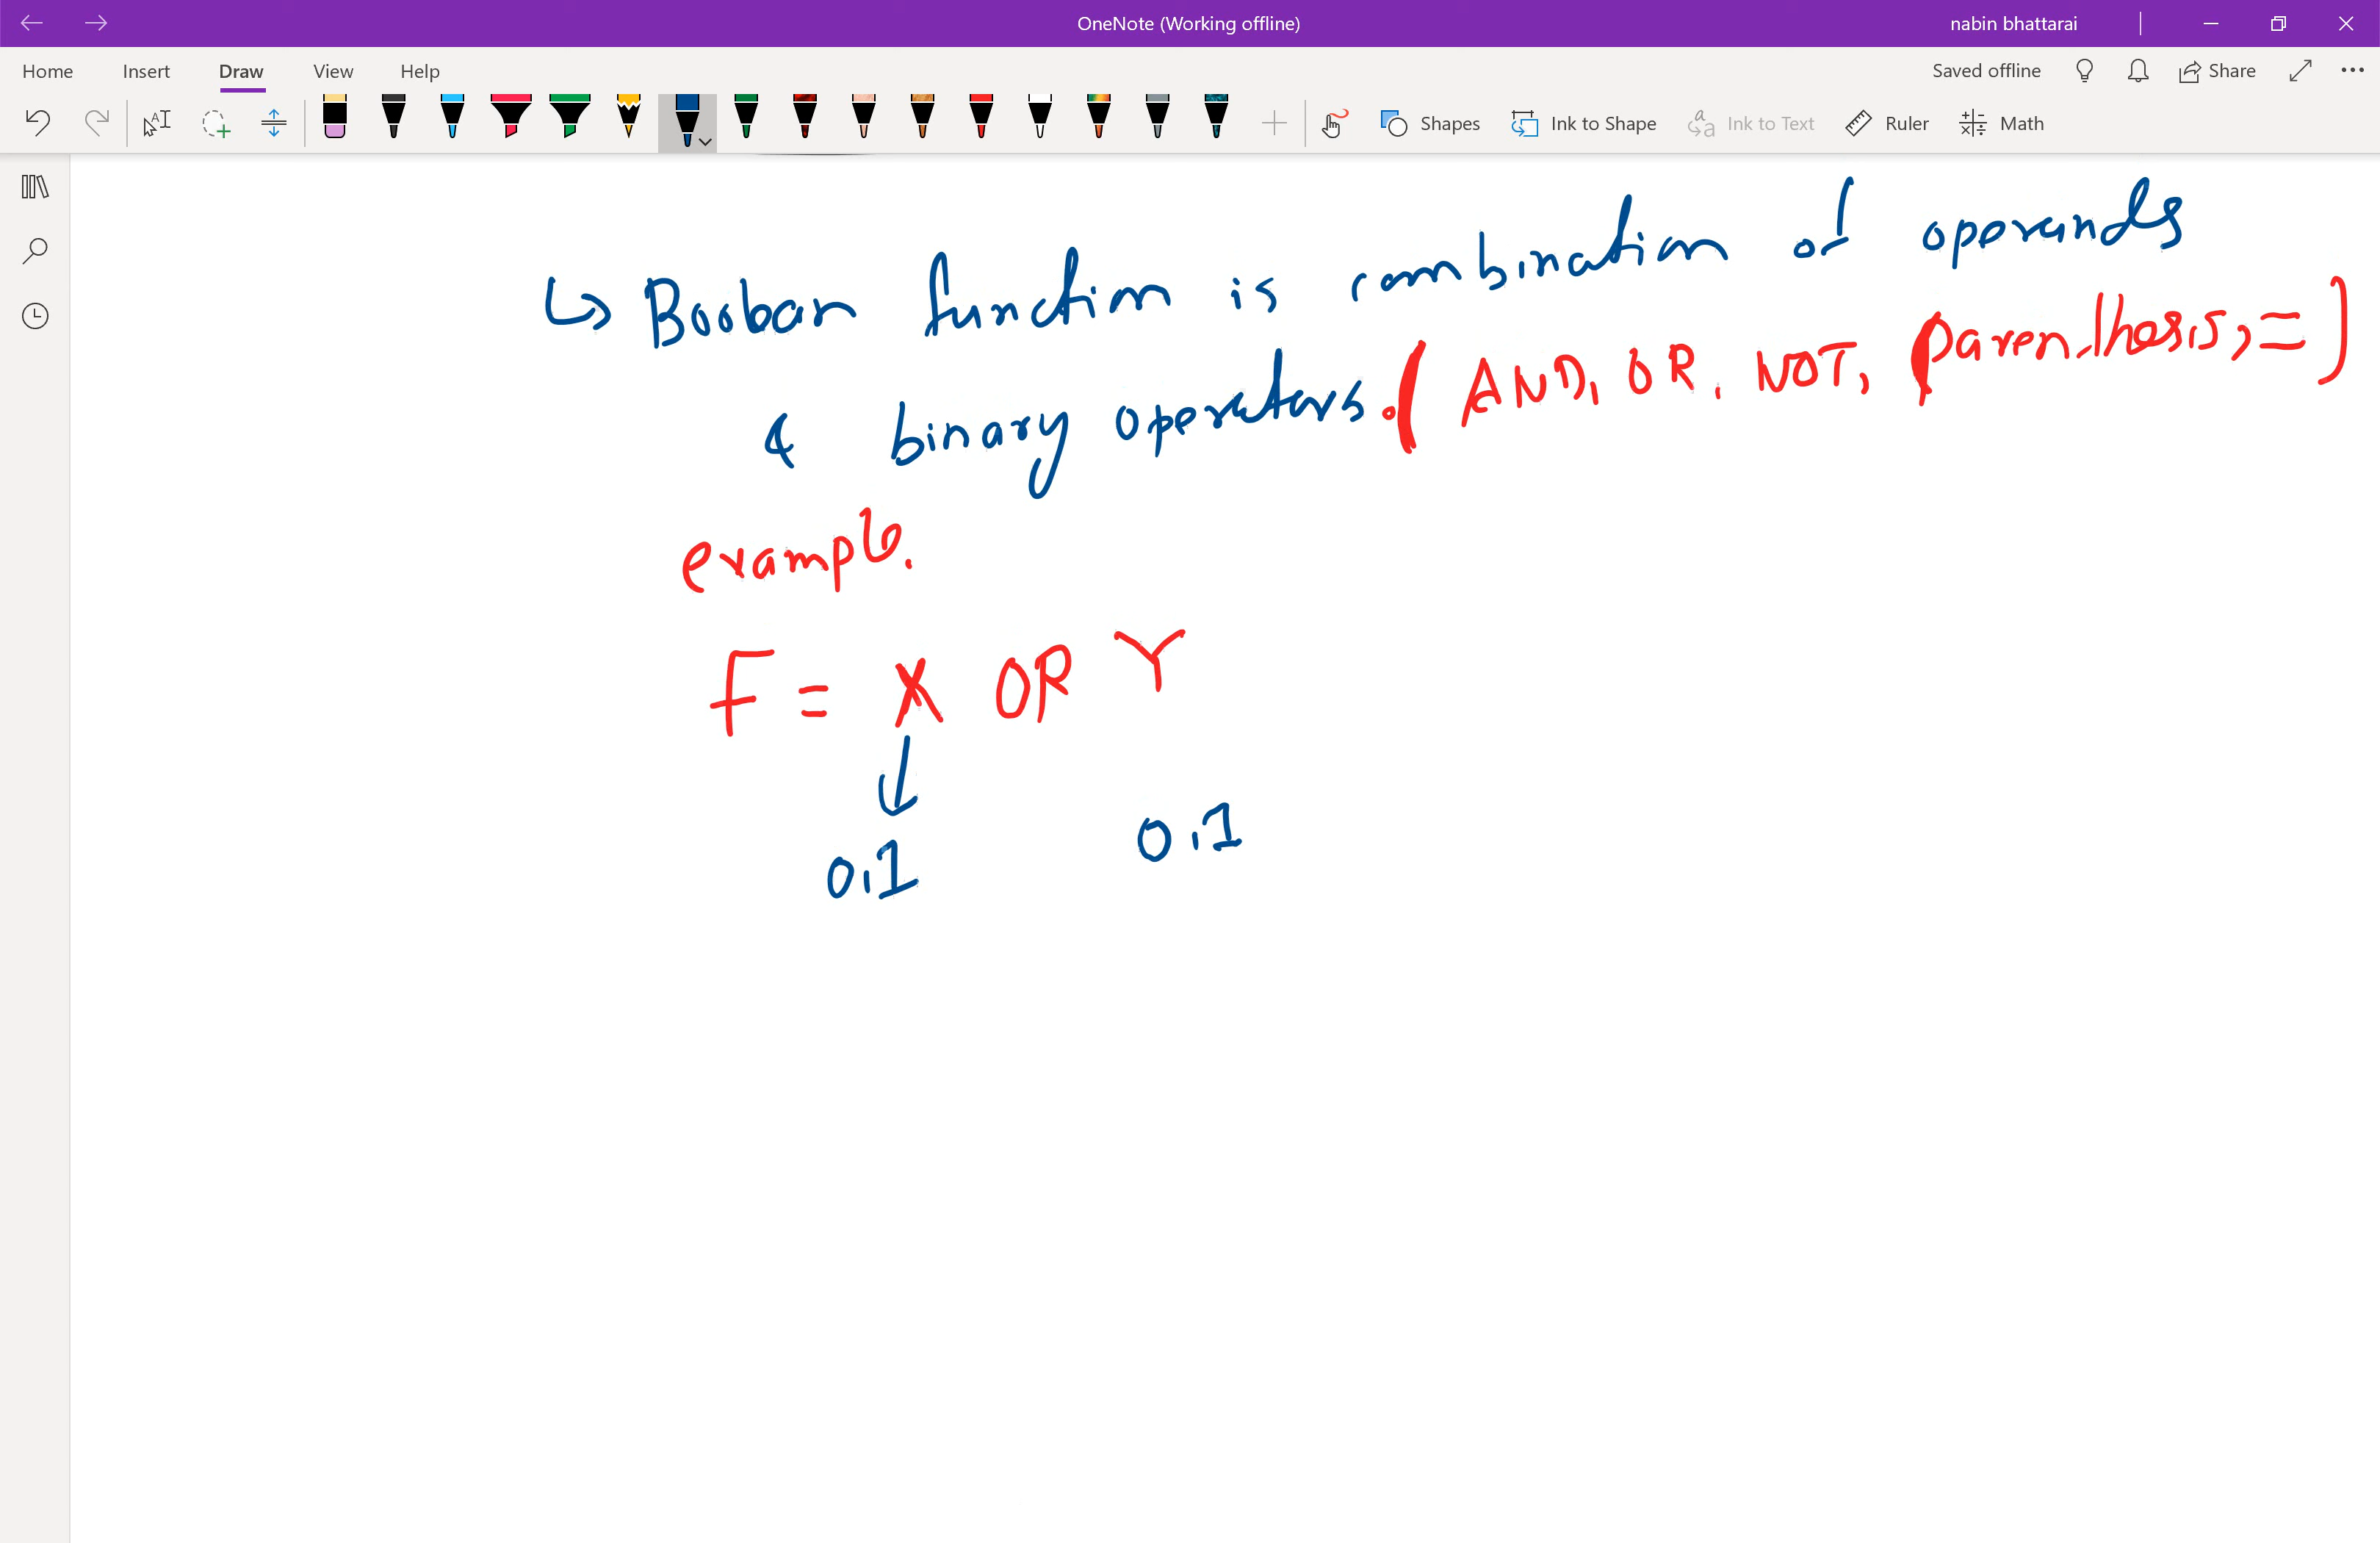 OneNote (Working offline)
nabin bhattarai
Home Insert Draw View Help
Saved offline Share
Shapes Ink to Shape Ink to Text Ruler Math
↳ Boolean function is combination of operands
& binary operators. ( AND, OR, NOT, parenthesis, = )
example.
F = X OR Y
↓
0,1 0,1